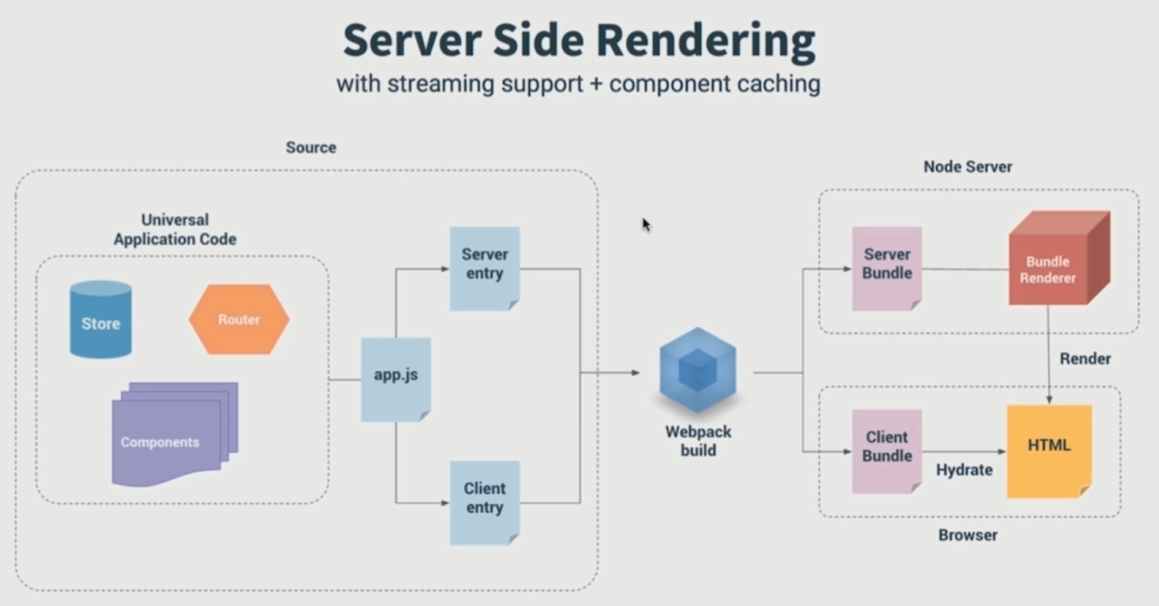 Server Side Rendering
with streaming support + component caching
Source
Universal
Application Code
Store
Router
Components
app.js
Server
entry
Client
entry
Webpack
build
Node Server
Server
Bundle
Bundle
Renderer
Render
Client
Bundle
Hydrate
HTML
Browser